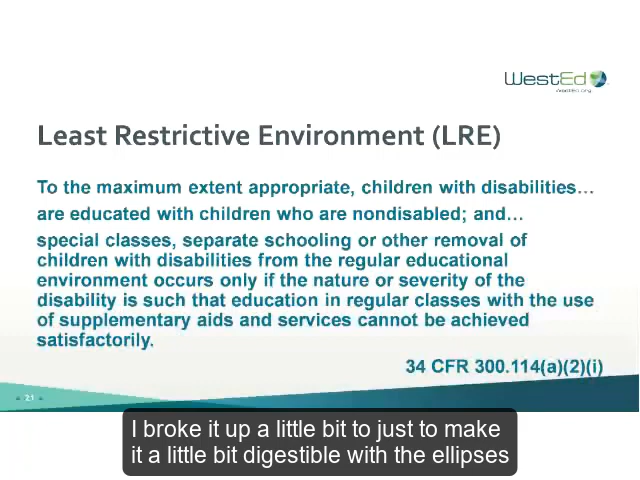 WestEd
WestEd.org
Least Restrictive Environment (LRE)
To the maximum extent appropriate, children with disabilities…
are educated with children who are nondisabled; and…
special classes, separate schooling or other removal of
children with disabilities from the regular educational
environment occurs only if the nature or severity of the
disability is such that education in regular classes with the use
of supplementary aids and services cannot be achieved
satisfactorily.
34 CFR 300.114(a)(2)(i)
21
I broke it up a little bit to just to make
it a little bit digestible with the ellipses